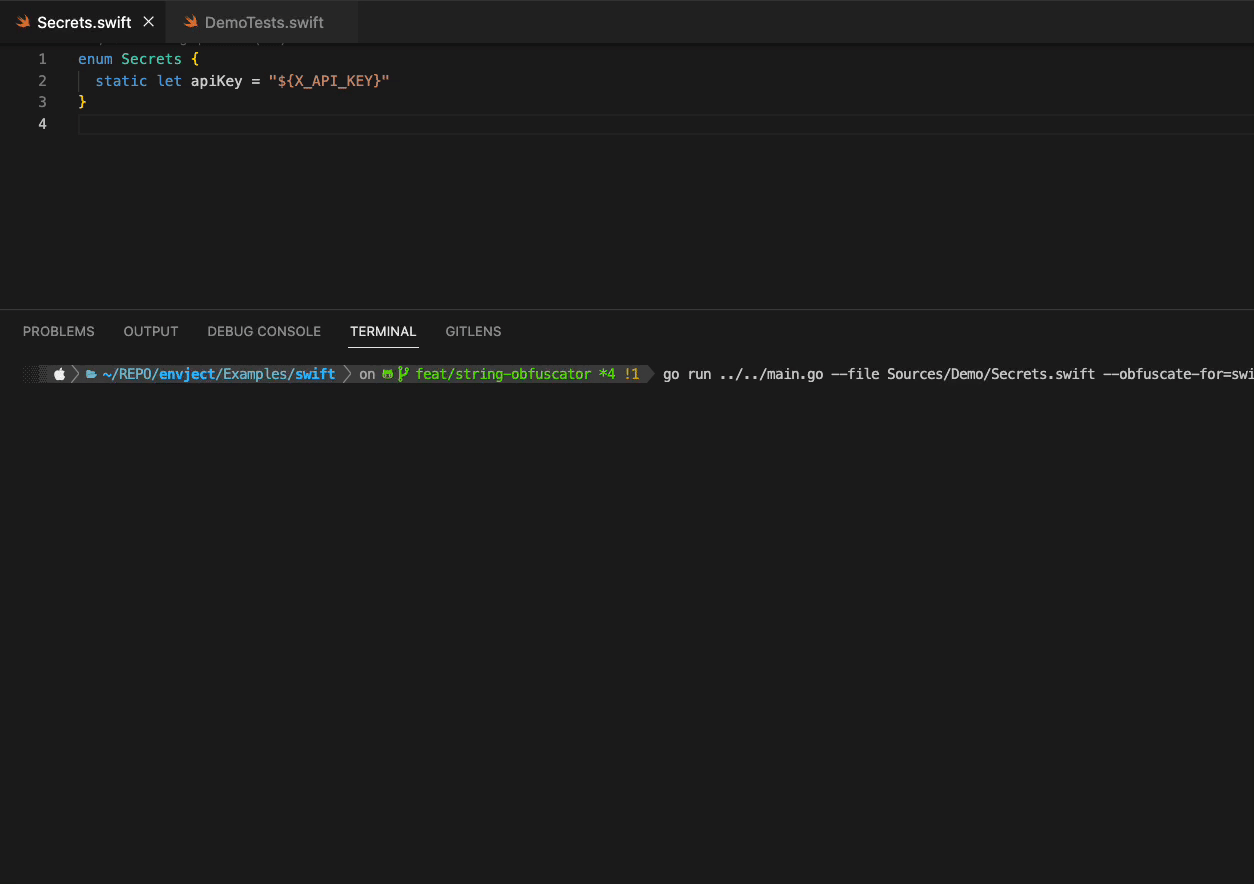 Secrets.swift
DemoTests.swift
1 enum Secrets {
2 static let apiKey = "${X_API_KEY}"
3 }
4
PROBLEMS OUTPUT DEBUG CONSOLE TERMINAL GITLENS
~/REPO/envject/Examples/swift on feat/string-obfuscator *4 !1 go run ../../main.go --file Sources/Demo/Secrets.swift --obfuscate-for=swi